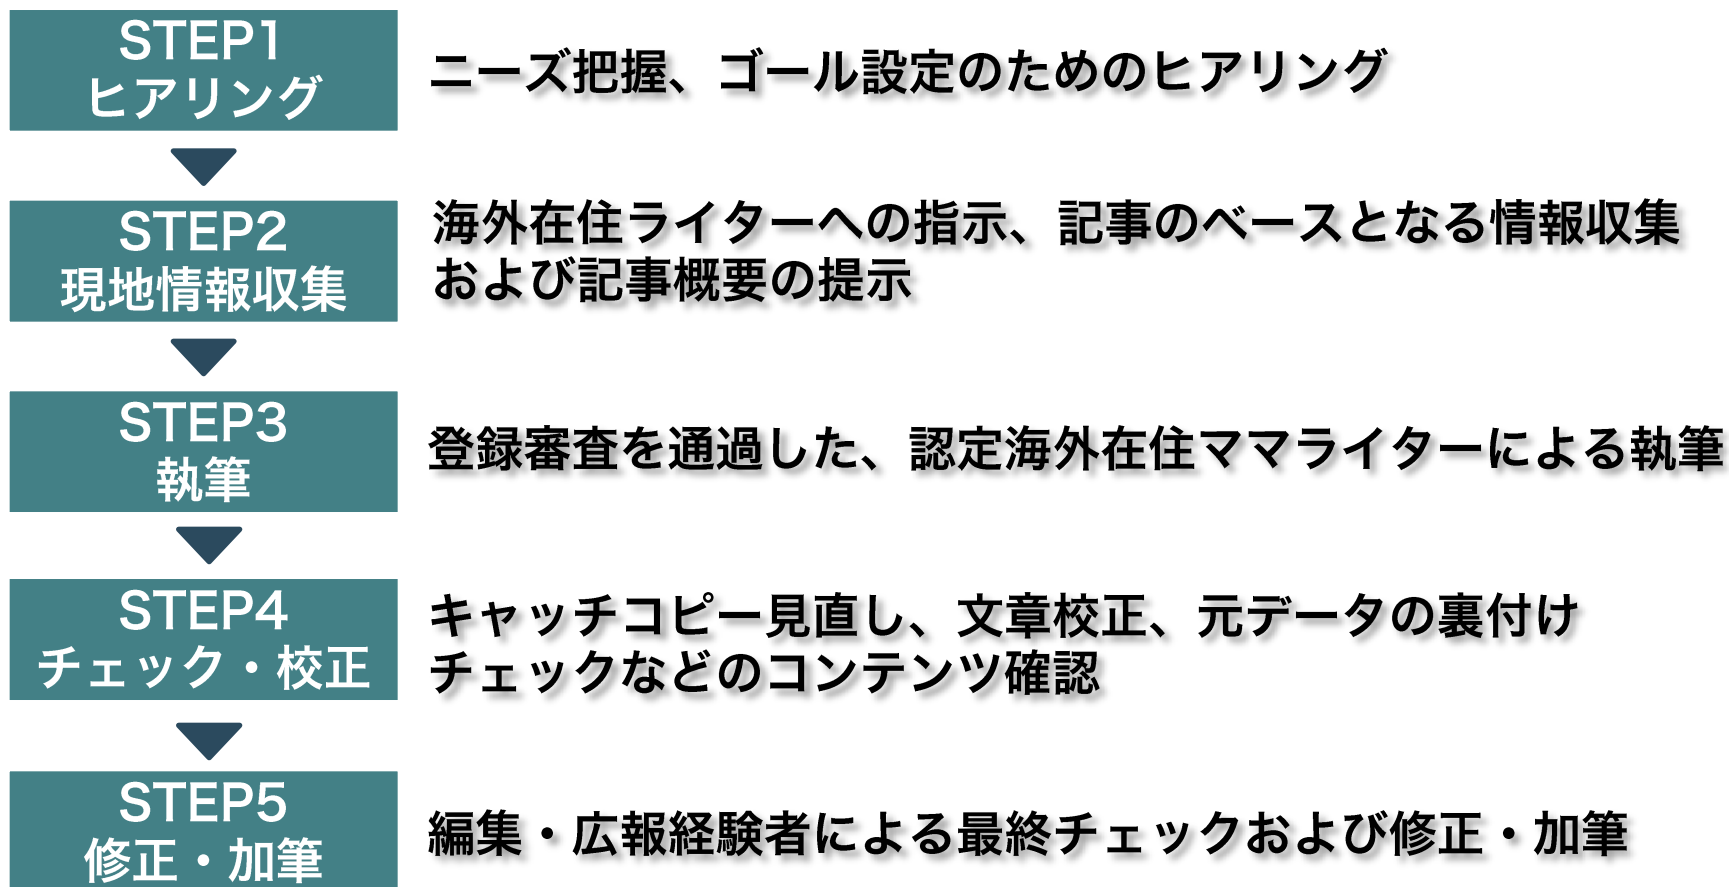 STEP1
ヒアリング
ニーズ把握、ゴール設定のためのヒアリング
STEP2
現地情報収集
海外在住ライターへの指示、記事のベースとなる情報収集
および記事概要の提示
STEP3
執筆
登録審査を通過した、認定海外在住ママライターによる執筆
STEP4
チェック・校正
キャッチコピー見直し、文章校正、元データの裏付け
チェックなどのコンテンツ確認
STEP5
修正・加筆
編集・広報経験者による最終チェックおよび修正・加筆